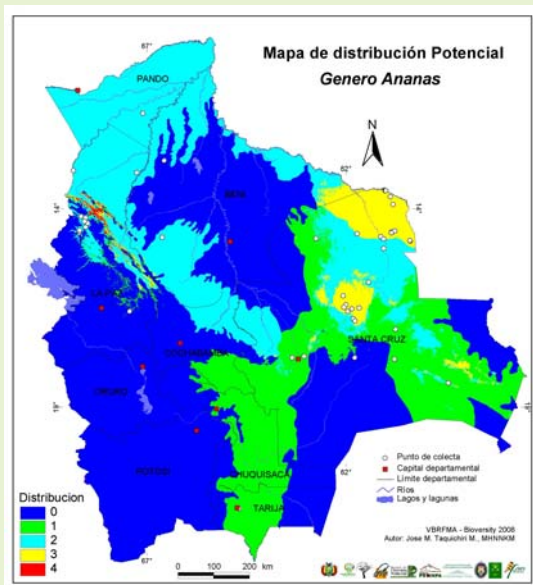 Mapa de distribución Potencial
Genero Ananas
67°
PANDO
N
62°
14°
14°
BENI
LA PAZ
SANTA CRUZ
COCHABAMBA
ORURO
19°
19°
POTOSI
CHUQUISACA
62°
TARIJA
67°
Punto de colecta
Capital departamental
Límite departamental
Ríos
Lagos y lagunas
Distribucion
0
1
2
3
4
100 0 200 km
VBRFMA - Bioversity 2008
Autor: Jose M. Taquichiri M., MHNNKM